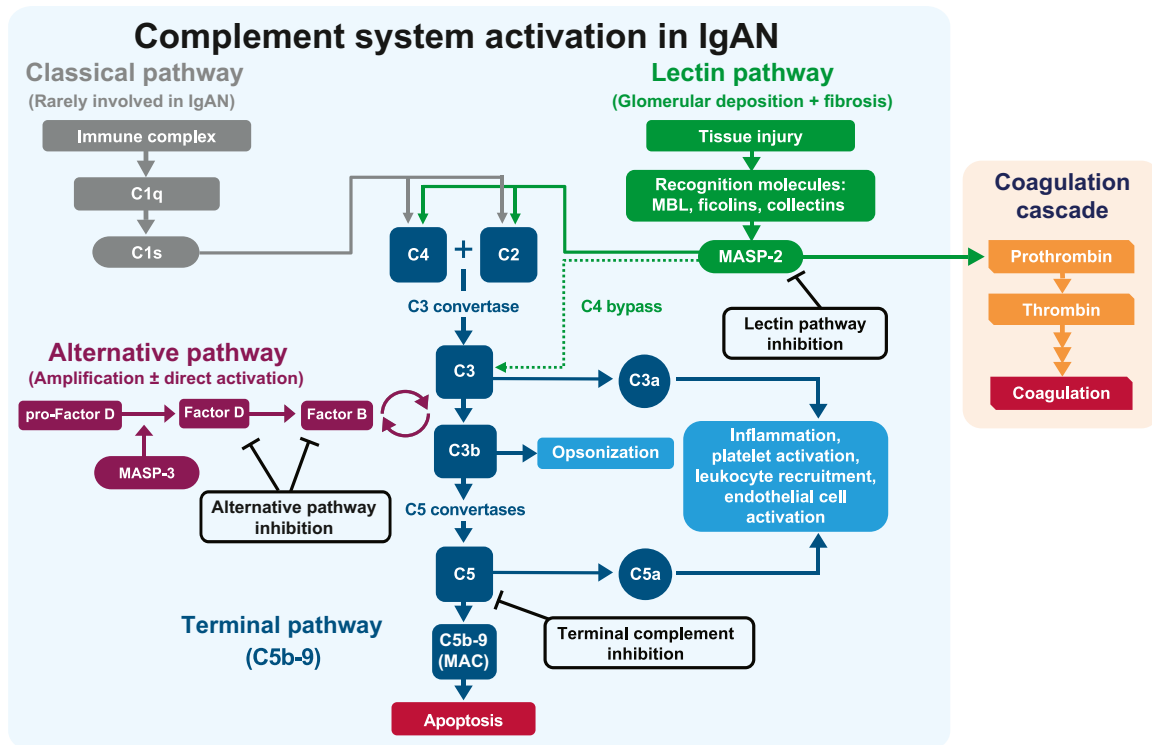 Complement system activation in IgAN
Classical pathway
(Rarely involved in IgAN)
Immune complex
C1q
C1s
Lectin pathway
(Glomerular deposition + fibrosis)
Tissue injury
Recognition molecules:
MBL, ficolins, collectins
MASP-2
C4
+
C2
C3 convertase
C4 bypass
Lectin pathway
inhibition
Coagulation
cascade
Prothrombin
Thrombin
Coagulation
Alternative pathway
(Amplification ± direct activation)
pro-Factor D
Factor D
Factor B
MASP-3
Alternative pathway
inhibition
C3
C3a
C3b
Opsonization
Inflammation,
platelet activation,
leukocyte recruitment,
endothelial cell
activation
C5 convertases
C5
C5a
Terminal pathway
(C5b-9)
C5b-9
(MAC)
Terminal complement
inhibition
Apoptosis